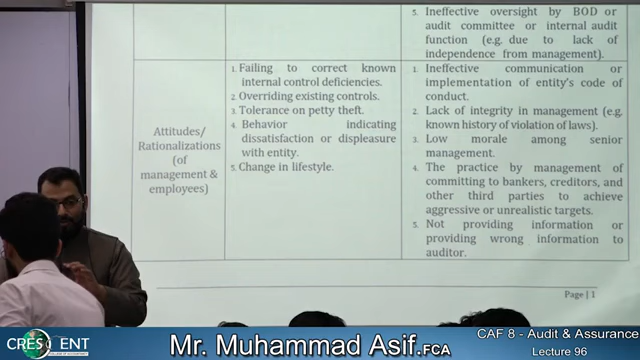 5. Ineffective oversight by BOD or
audit committee or internal audit
function (e.g. due to lack of
independence from management).
Attitudes/
Rationalizations
(of
management &
employees)
1. Failing to correct known
internal control deficiencies.
2. Overriding existing controls.
3. Tolerance on petty theft.
4. Behavior indicating
dissatisfaction or displeasure
with entity.
5. Change in lifestyle.
1. Ineffective communication or
implementation of entity's code of
conduct.
2. Lack of integrity in management (e.g.
known history of violation of laws).
3. Low morale among senior
management.
4. The practice by management of
committing to bankers, creditors, and
other third parties to achieve
aggressive or unrealistic targets.
5. Not providing information or
providing wrong information to
auditor.
Page | 1
CRESCENT
COLLEGE OF ACCOUNTANCY
Mr. Muhammad Asif.FCA
CAF 8 - Audit & Assurance
Lecture 96